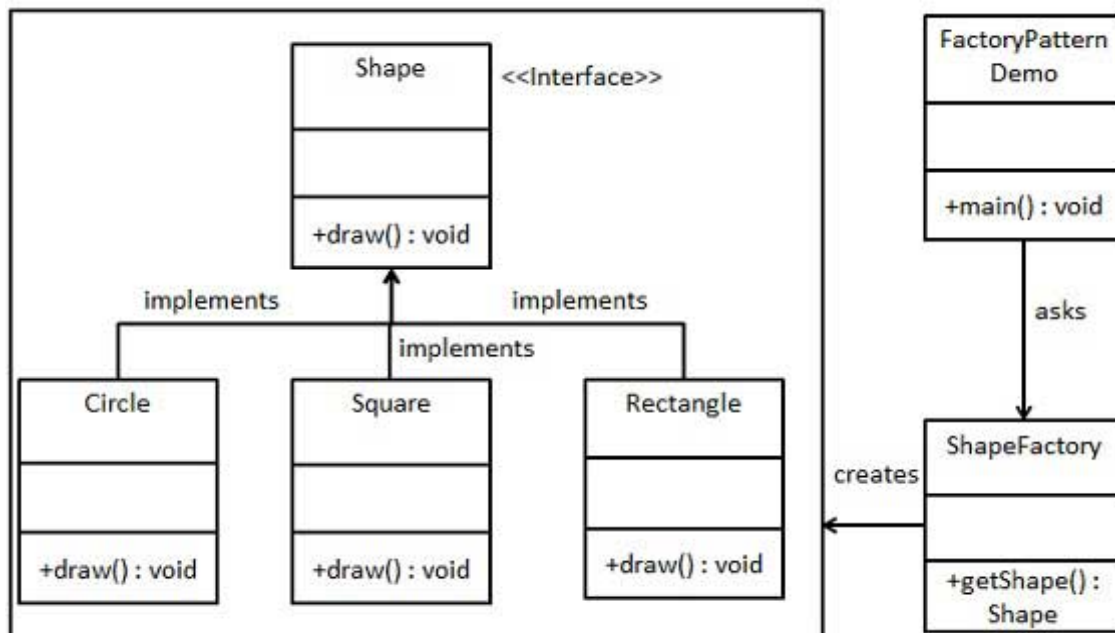 Shape
<<Interface>>
+draw() : void
implements
implements
implements
Circle
+draw() : void
Square
+draw() : void
Rectangle
+draw() : void
FactoryPattern
Demo
+main() : void
asks
ShapeFactory
+getShape() :
Shape
creates